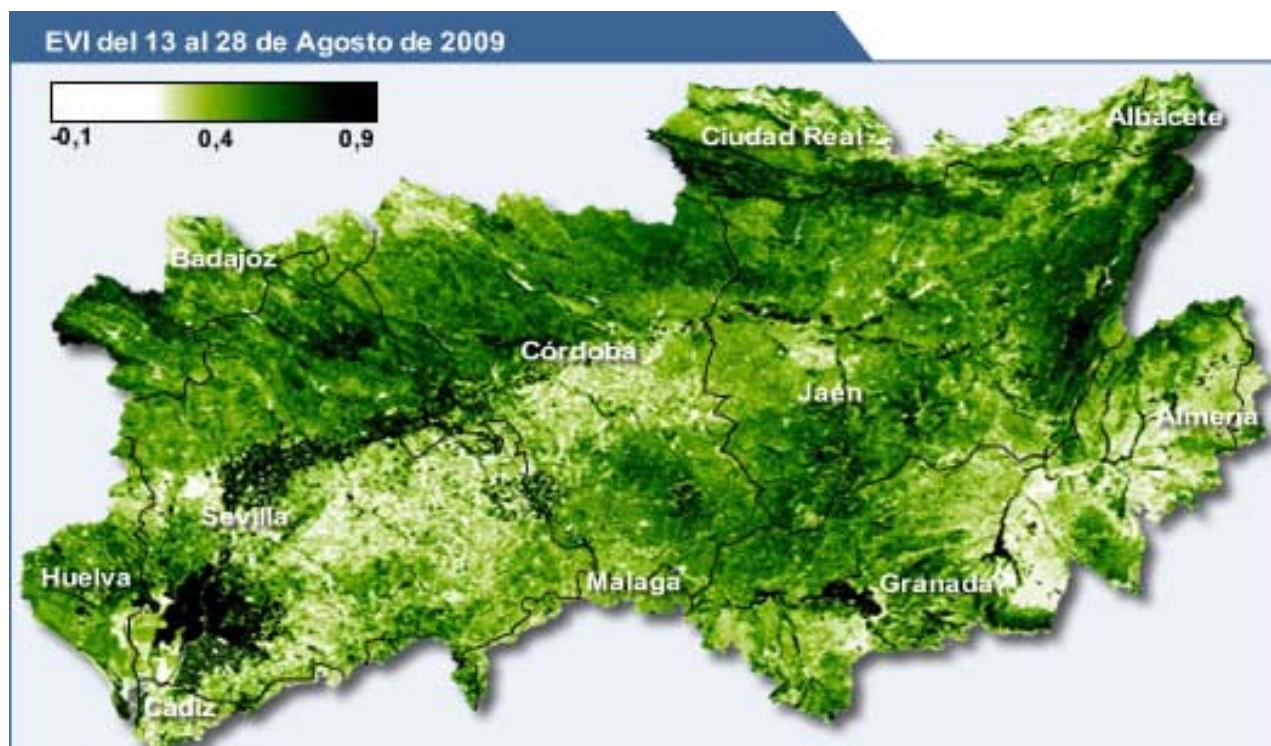 EVI del 13 al 28 de Agosto de 2009
-0,1 0,4 0,9
Albacete
Ciudad Real
Badajoz
Córdoba
Jaén
Almería
Sevilla
Huelva
Málaga
Granada
Cádiz